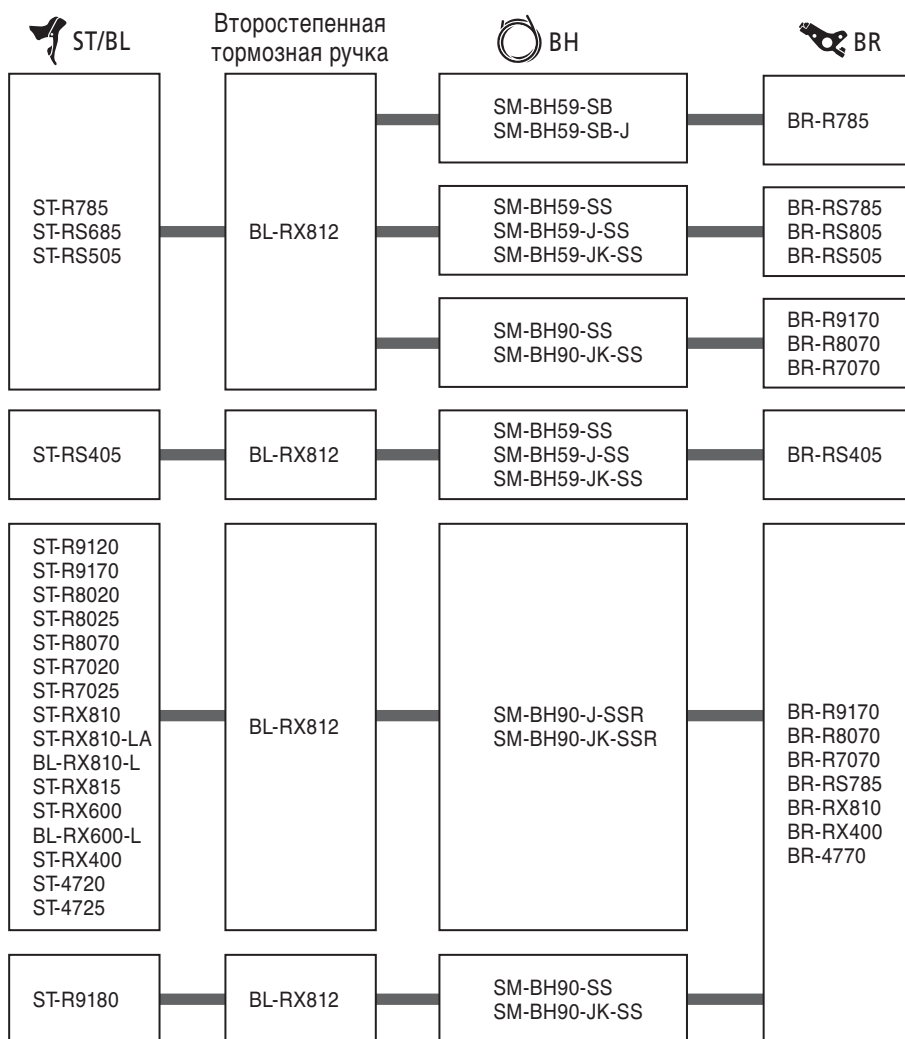 ST/BL
Второстепенная
тормозная ручка
BH
BR
ST-R785
ST-RS685
ST-RS505
BL-RX812
SM-BH59-SB
SM-BH59-SB-J
BR-R785
SM-BH59-SS
SM-BH59-J-SS
SM-BH59-JK-SS
BR-RS785
BR-RS805
BR-RS505
SM-BH90-SS
SM-BH90-JK-SS
BR-R9170
BR-R8070
BR-R7070
ST-RS405
BL-RX812
SM-BH59-SS
SM-BH59-J-SS
SM-BH59-JK-SS
BR-RS405
ST-R9120
ST-R9170
ST-R8020
ST-R8025
ST-R8070
ST-R7020
ST-R7025
ST-RX810
ST-RX810-LA
BL-RX810-L
ST-RX815
ST-RX600
BL-RX600-L
ST-RX400
ST-4720
ST-4725
BL-RX812
SM-BH90-J-SSR
SM-BH90-JK-SSR
BR-R9170
BR-R8070
BR-R7070
BR-RS785
BR-RX810
BR-RX400
BR-4770
ST-R9180
BL-RX812
SM-BH90-SS
SM-BH90-JK-SS